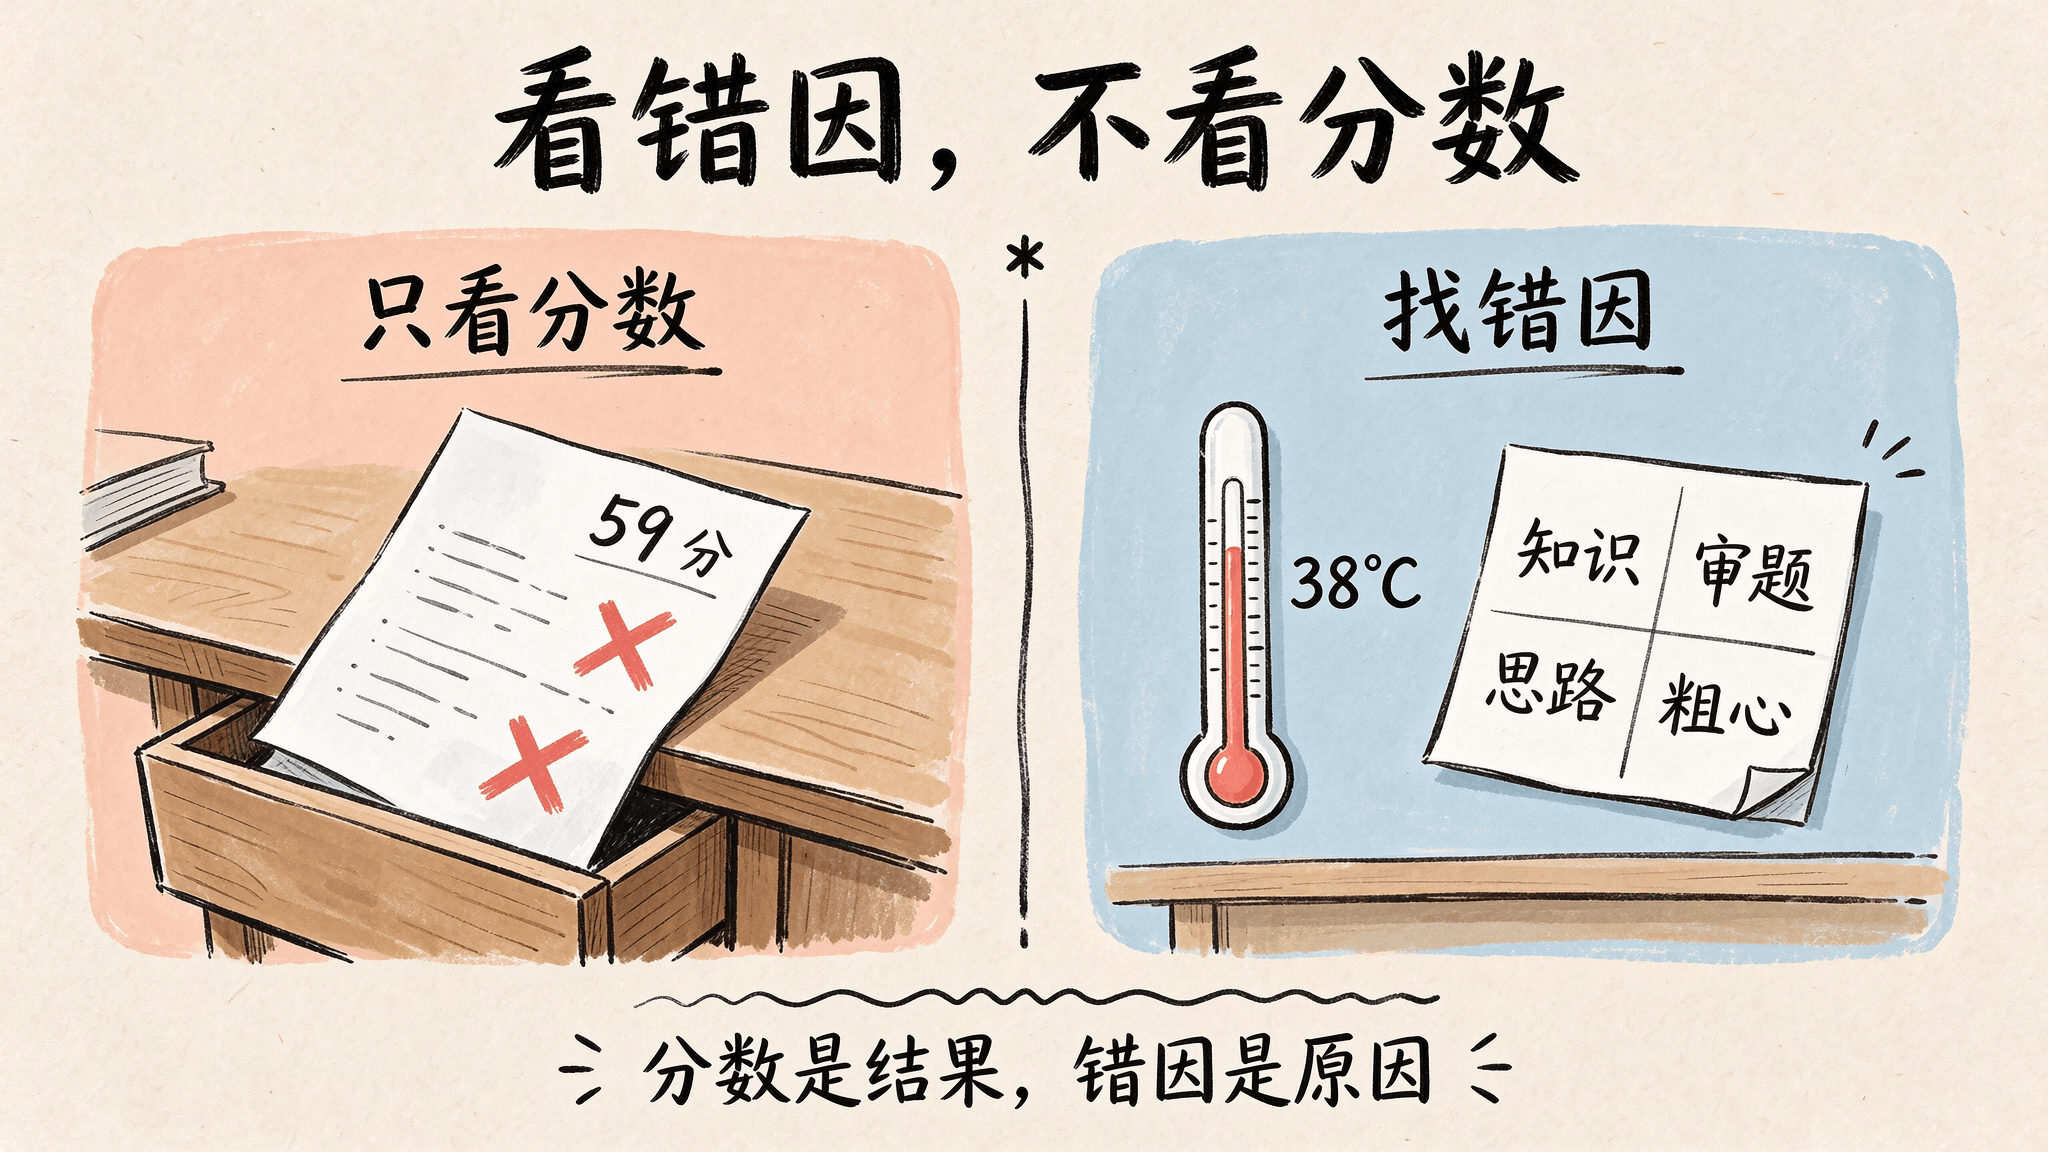 看错因，不看分数
只看分数
59分
找错因
38°C
知识 审题
思路 粗心
分数是结果，错因是原因